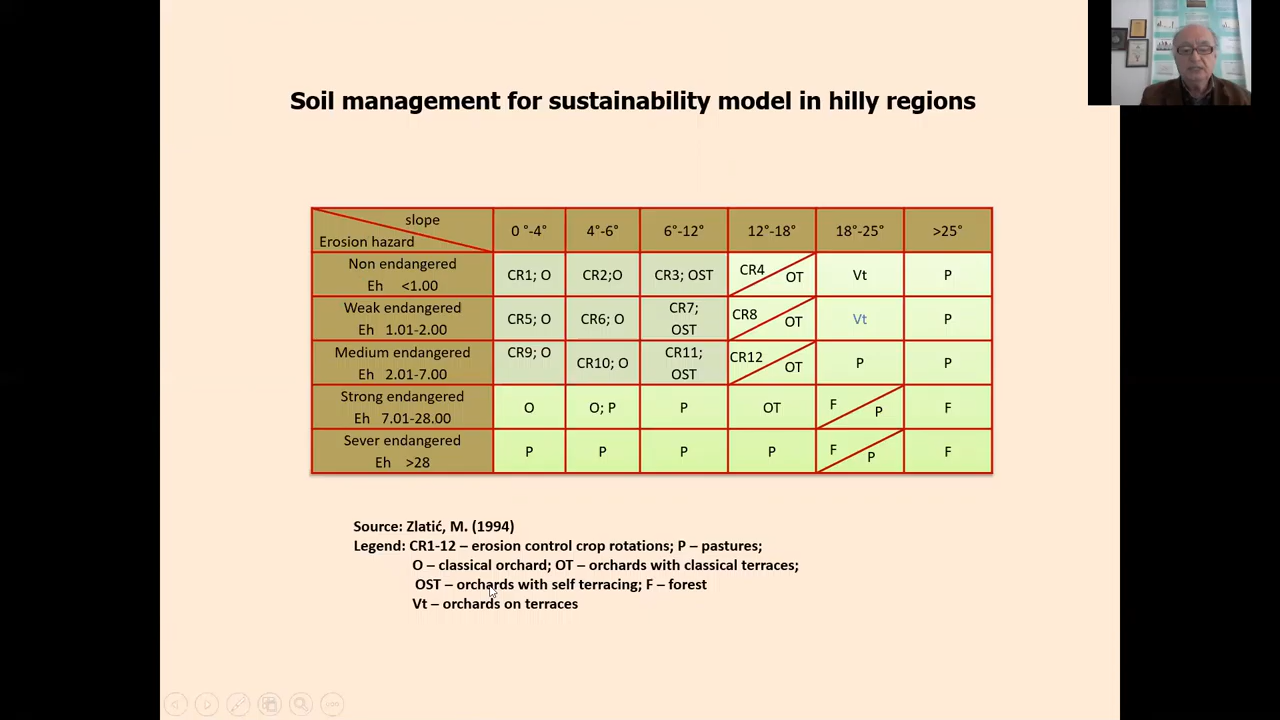 Soil management for sustainability model in hilly regions
slope
Erosion hazard
0 °-4° 4°-6° 6°-12° 12°-18° 18°-25° >25°
Non endangered
Eh <1.00
CR1; O CR2;O CR3; OST CR4 OT Vt P
Weak endangered
Eh 1.01-2.00
CR5; O CR6; O CR7;
OST
CR8 OT Vt P
Medium endangered
Eh 2.01-7.00
CR9; O CR10; O CR11;
OST
CR12 OT P P
Strong endangered
Eh 7.01-28.00
O O; P P OT F P F
Sever endangered
Eh >28
P P P P F P F
Source: Zlatić, M. (1994)
Legend: CR1-12 – erosion control crop rotations; P – pastures;
O – classical orchard; OT – orchards with classical terraces;
OST – orchards with self terracing; F – forest
Vt – orchards on terraces